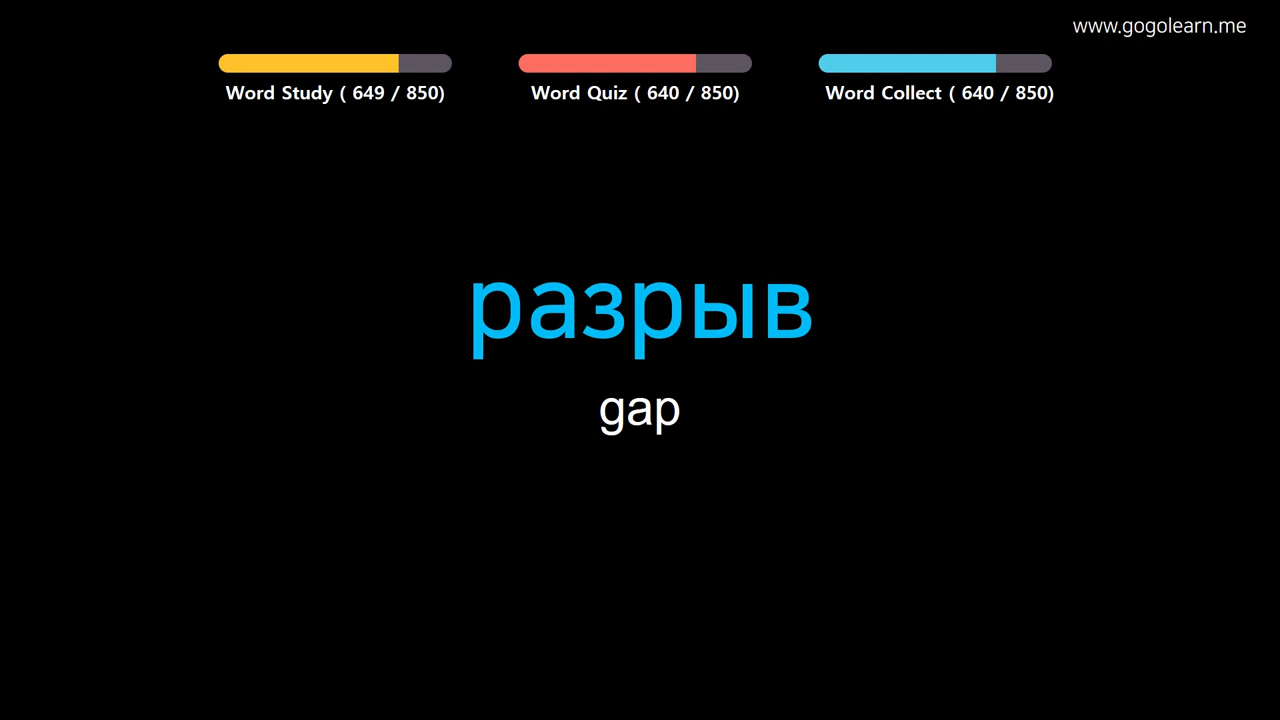 www.gogolearn.me
Word Study ( 649 / 850)
Word Quiz ( 640 / 850)
Word Collect ( 640 / 850)
разрыв
gap